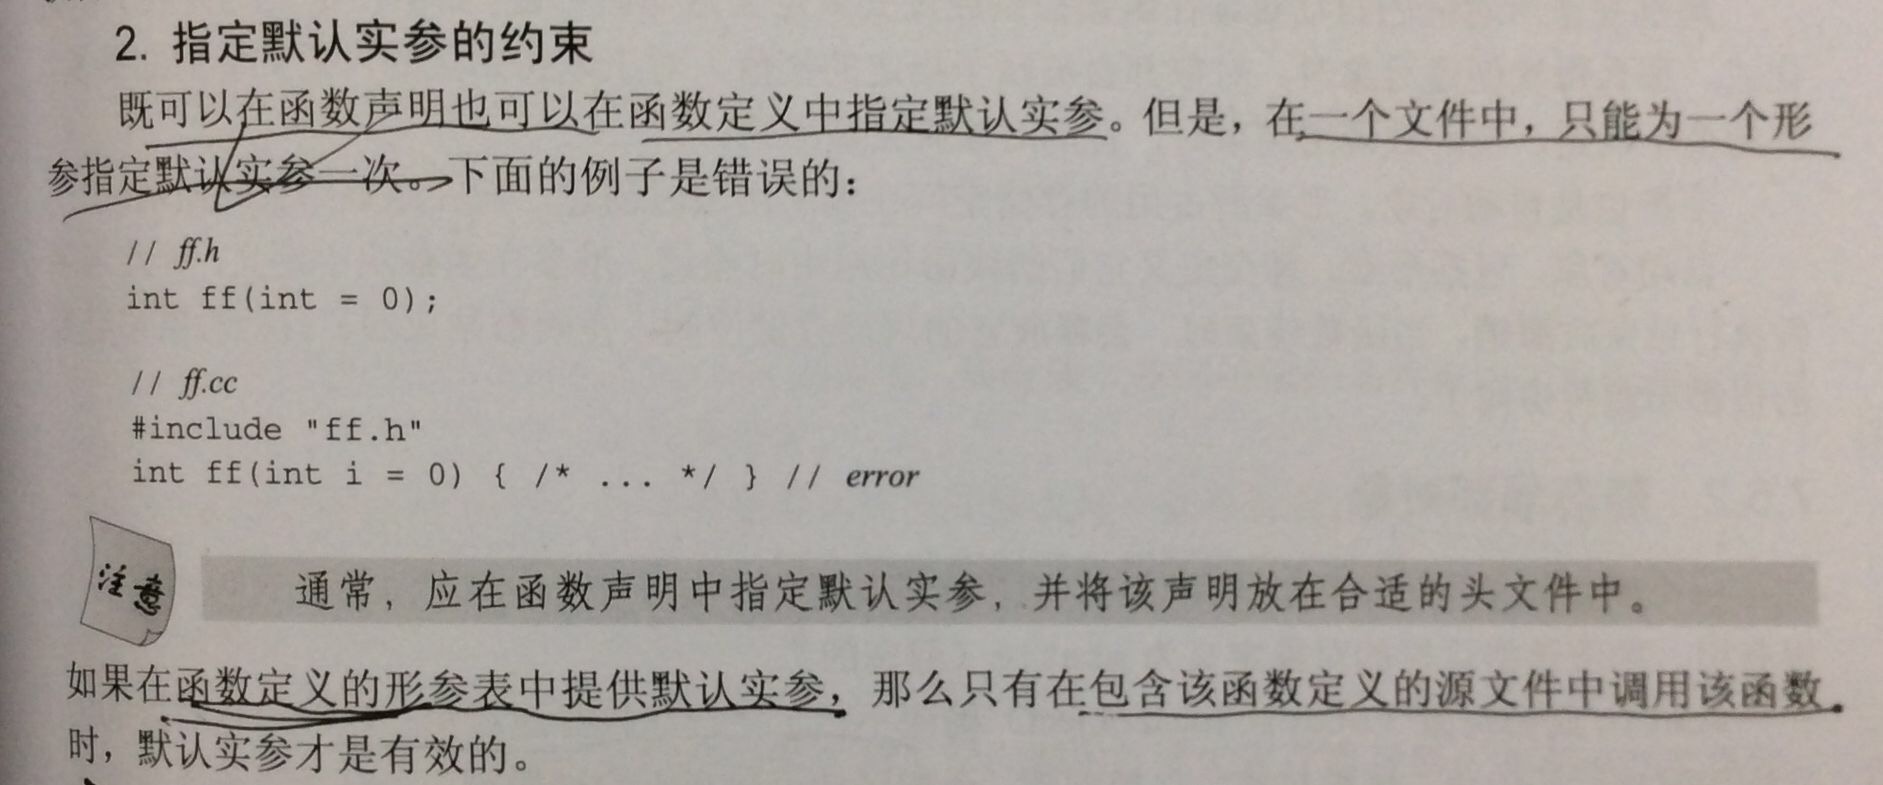 2. 指定默认实参的约束
既可以在函数声明也可以在函数定义中指定默认实参。但是，在一个文件中，只能为一个形
参指定默认实参一次。下面的例子是错误的：
// ff.h
int ff(int = 0);
// ff.cc
#include "ff.h"
int ff(int i = 0) { /* ... */ } // error
注意
通常，应在函数声明中指定默认实参，并将该声明放在合适的头文件中。
如果在函数定义的形参表中提供默认实参，那么只有在包含该函数定义的源文件中调用该函数
时，默认实参才是有效的。